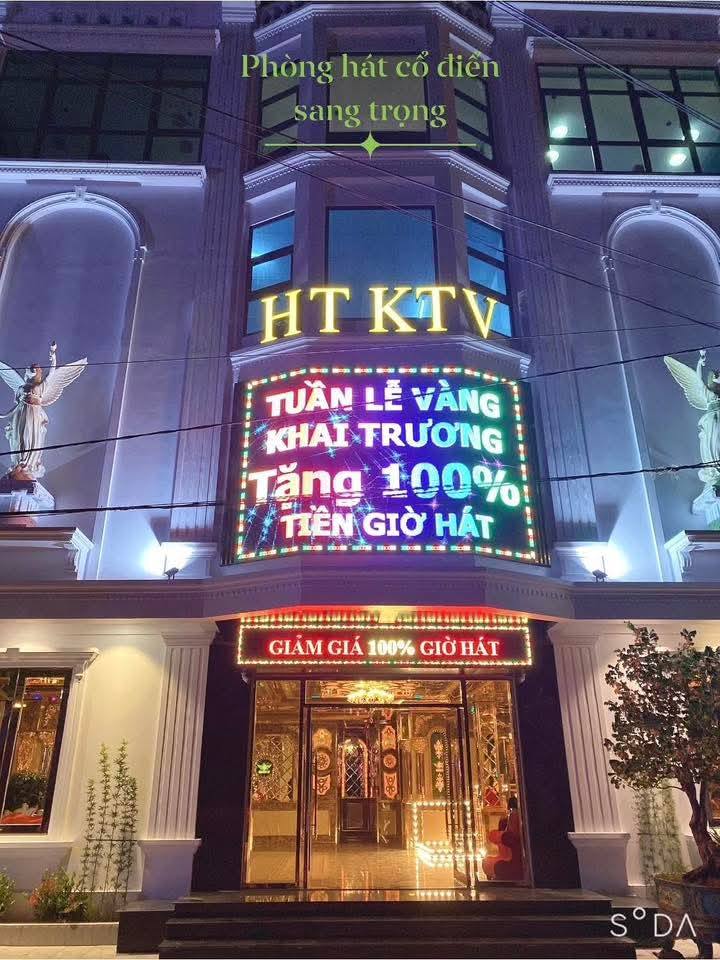 Phòng hát cổ điển
sang trọng
HT KTV
TUẦN LỄ VÀNG
KHAI TRƯƠNG
Tặng 100%
TIỀN GIỜ HÁT
GIẢM GIÁ 100% GIỜ HÁT
SODA